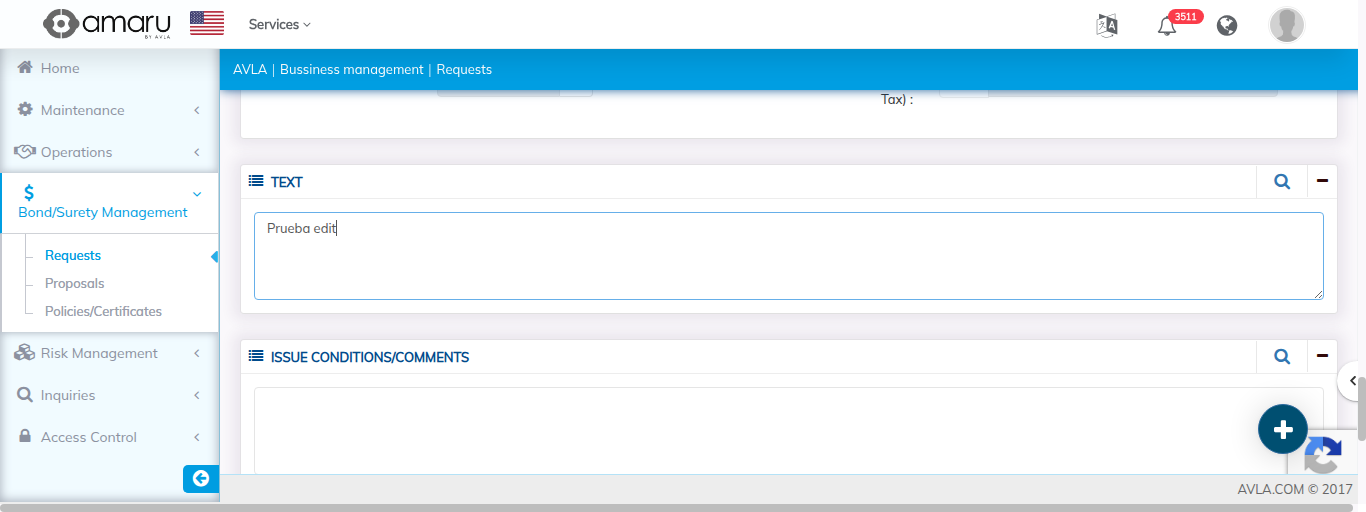 amaru
BY AVLA
Services
3511
Home
Maintenance
Operations
Bond/Surety Management
Requests
Proposals
Policies/Certificates
Risk Management
Inquiries
Access Control
AVLA | Bussiness management | Requests
Tax) :
TEXT
Prueba edit
ISSUE CONDITIONS/COMMENTS
AVLA.COM © 2017